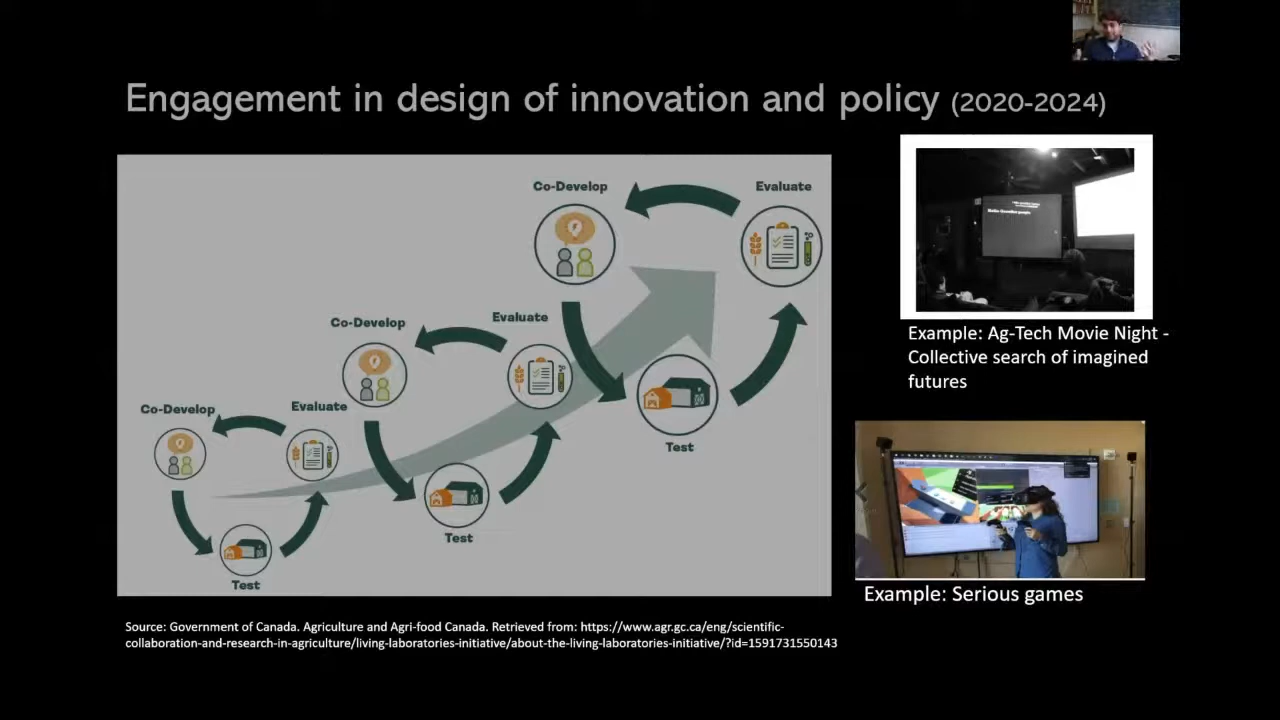 Engagement in design of innovation and policy (2020-2024)
Co-Develop
Evaluate
Test
Co-Develop
Evaluate
Test
Co-Develop
Evaluate
Test
Example: Ag-Tech Movie Night -
Collective search of imagined
futures
Example: Serious games
Source: Government of Canada. Agriculture and Agri-food Canada. Retrieved from: https://www.agr.gc.ca/eng/scientific-
collaboration-and-research-in-agriculture/living-laboratories-initiative/about-the-living-laboratories-initiative/?id=1591731550143